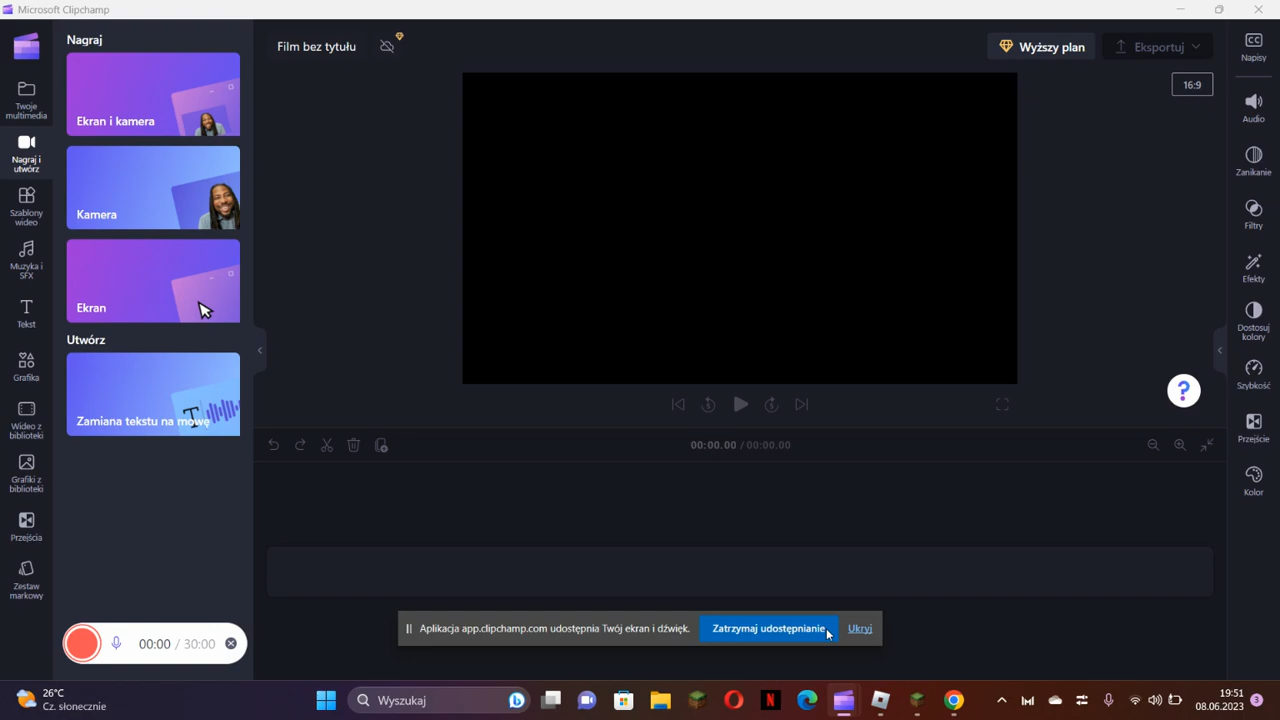 Microsoft Clipchamp
Nagraj
Film bez tytułu
Wyższy plan
Eksportuj
CC
Napisy
16:9
Ekran i kamera
Twoje
multimedia
Audio
Nagraj i
utwórz
Zanikanie
Kamera
Szablony
wideo
Filtry
Muzyka i
SFX
Efekty
Ekran
T
Tekst
Dostosuj
kolory
Utwórz
Grafika
Szybkość
?
5
5
T
Zamiana tekstu na mowę
Wideo z
biblioteki
Przejście
00:00.00 / 00:00.00
Grafiki z
biblioteki
Kolor
Przejścia
Zestaw
markowy
00:00 / 30:00
Aplikacja app.clipchamp.com udostępnia Twój ekran i dźwięk.
Zatrzymaj udostępnianie
Ukryj
26°C
Cz. słonecznie
Wyszukaj
19:51
08.06.2023
3